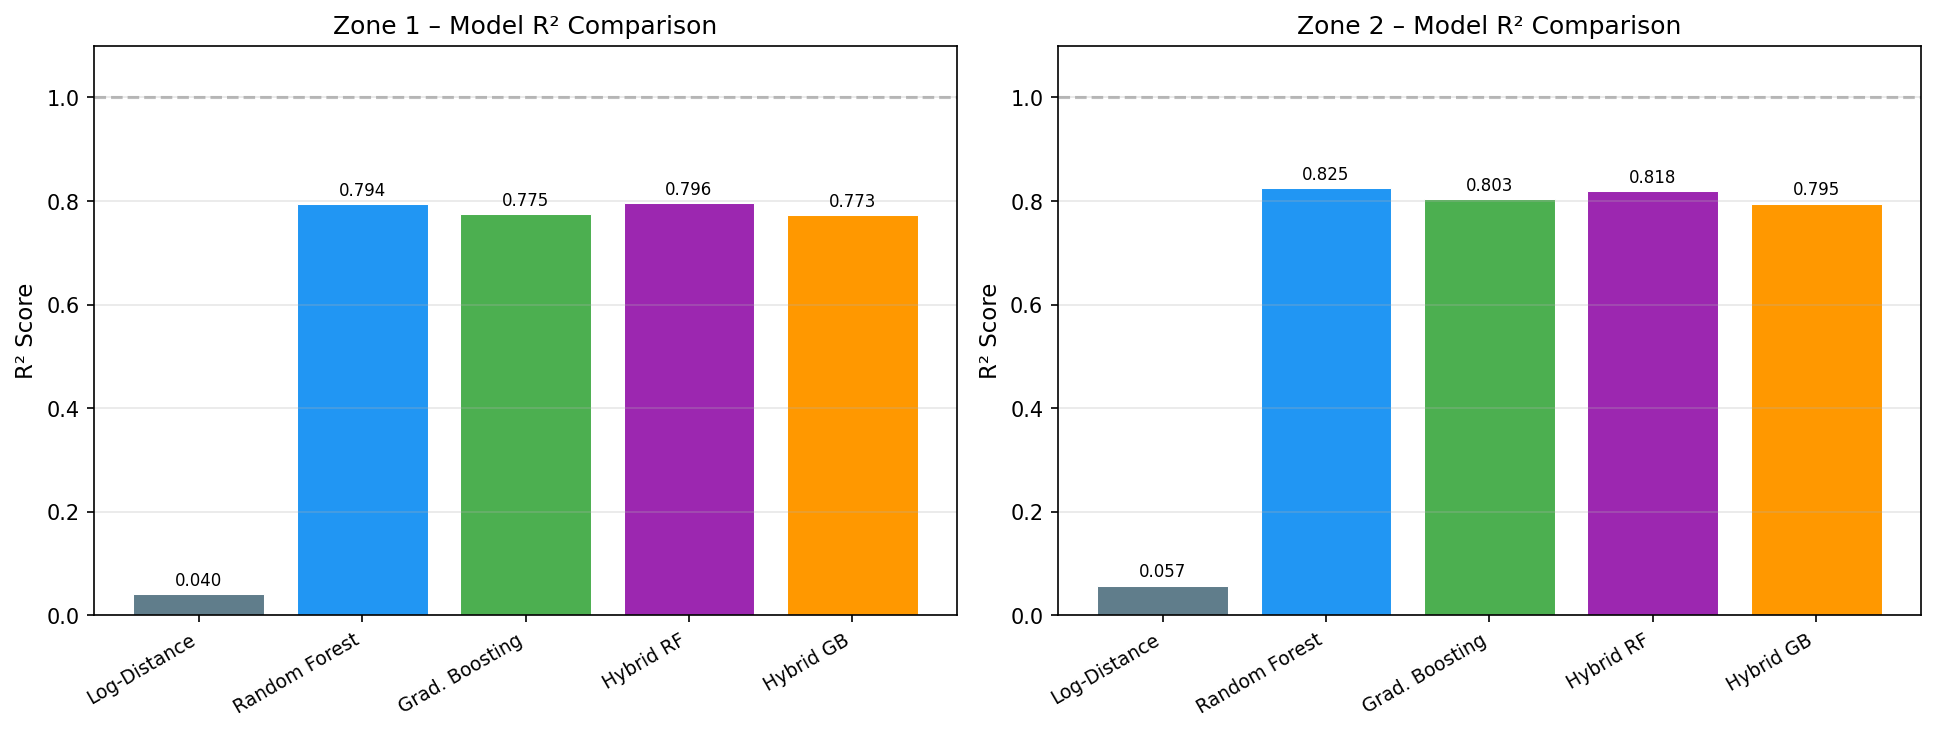 Zone 1 – Model R² Comparison
R² Score
1.0
0.8
0.6
0.4
0.2
0.0
0.040
0.794
0.775
0.796
0.773
Log-Distance
Random Forest
Grad. Boosting
Hybrid RF
Hybrid GB
Zone 2 – Model R² Comparison
R² Score
1.0
0.8
0.6
0.4
0.2
0.0
0.057
0.825
0.803
0.818
0.795
Log-Distance
Random Forest
Grad. Boosting
Hybrid RF
Hybrid GB